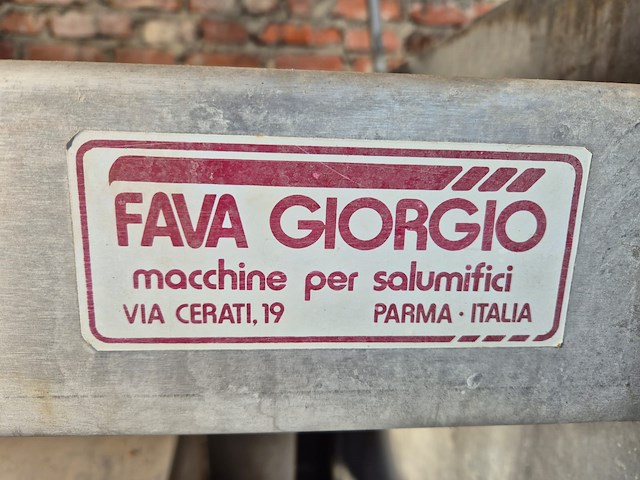 FAVA GIORGIO
macchine per salumifici
VIA CERATI, 19 PARMA · ITALIA